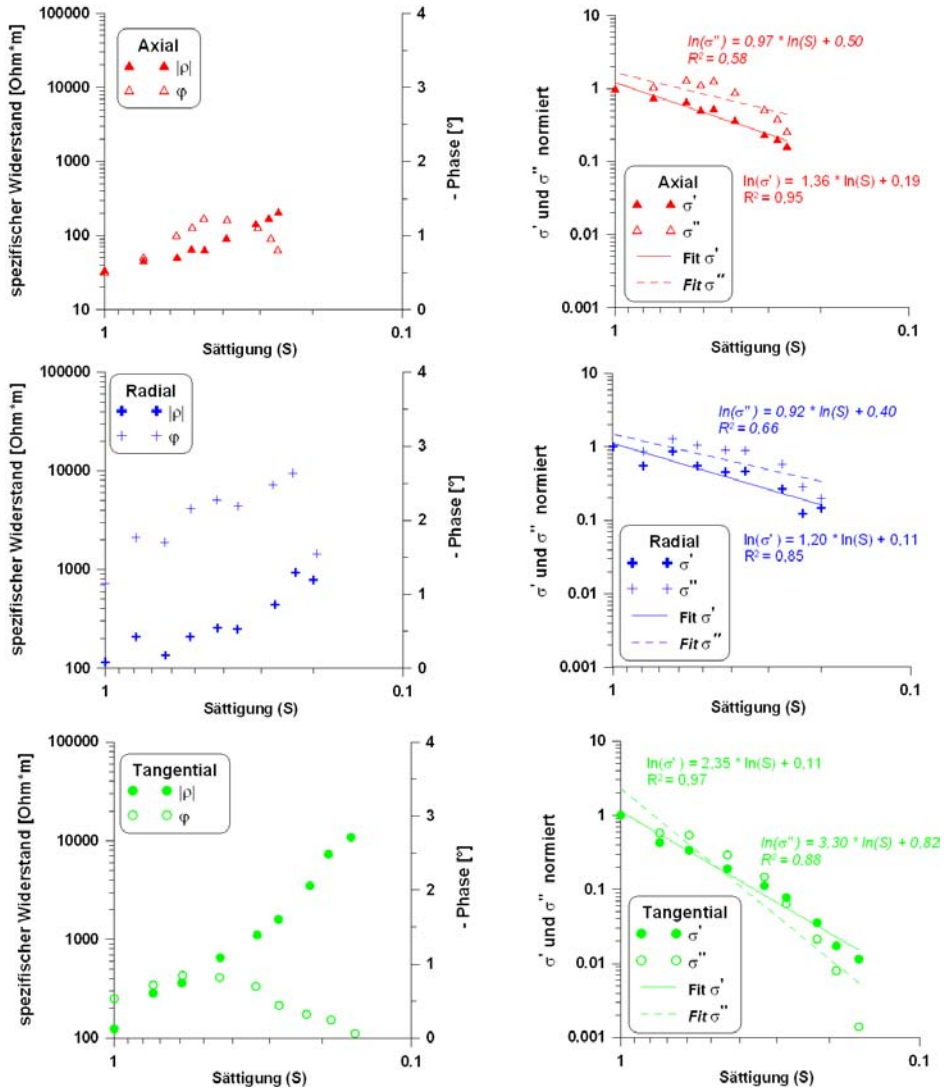 spezifischer Widerstand [Ohm*m]
100000
10000
1000
100
10
Axial
|ρ|
φ
4
3
2
1
0
- Phase [°]
1
0.1
Sättigung (S)
σ' und σ'' normiert
10
1
0.1
0.01
0.001
ln(σ'') = 0,97 * ln(S) + 0,50
R² = 0,58
ln(σ') = 1,36 * ln(S) + 0,19
R² = 0,95
Axial
σ'
σ''
Fit σ'
Fit σ''
1
0.1
Sättigung (S)
spezifischer Widerstand [Ohm*m]
100000
10000
1000
100
Radial
|ρ|
φ
4
3
2
1
0
- Phase [°]
1
0.1
Sättigung (S)
σ' und σ'' normiert
10
1
0.1
0.01
0.001
ln(σ'') = 0,92 * ln(S) + 0,40
R² = 0,66
ln(σ') = 1,20 * ln(S) + 0,11
R² = 0,85
Radial
σ'
σ''
Fit σ'
Fit σ''
1
0.1
Sättigung (S)
spezifischer Widerstand [Ohm*m]
100000
10000
1000
100
Tangential
|ρ|
φ
4
3
2
1
0
- Phase [°]
1
0.1
Sättigung (S)
σ' und σ'' normiert
10
1
0.1
0.01
0.001
ln(σ') = 2,35 * ln(S) + 0,11
R² = 0,97
ln(σ'') = 3,30 * ln(S) + 0,82
R² = 0,88
Tangential
σ'
σ''
Fit σ'
Fit σ''
1
0.1
Sättigung (S)